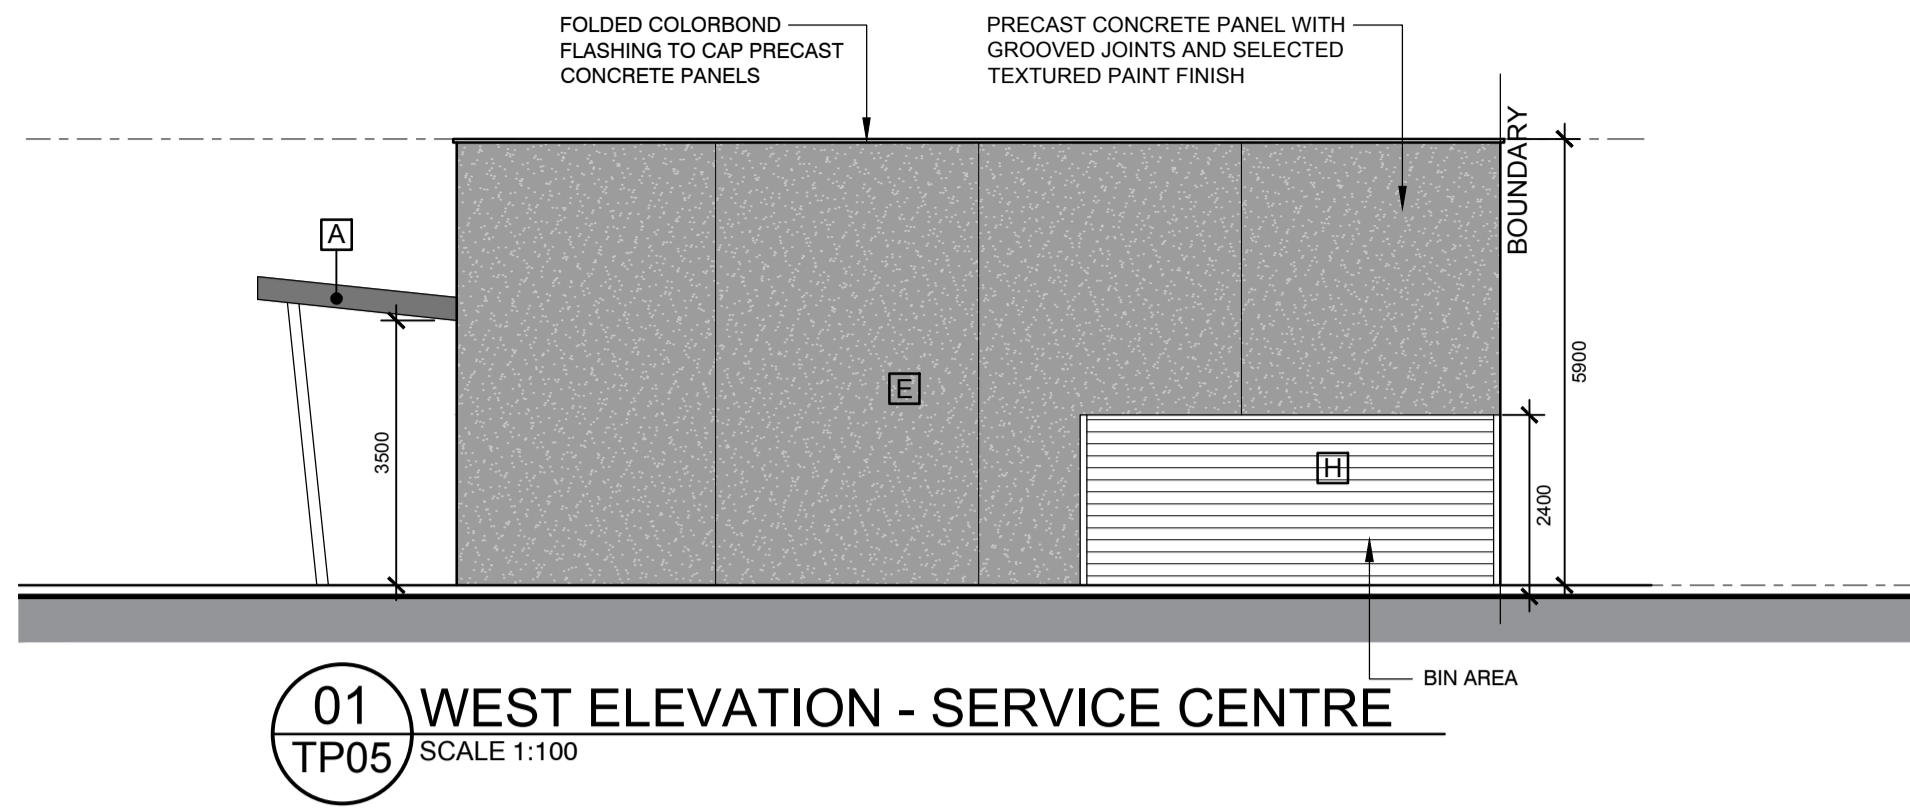 FOLDED COLORBOND
FLASHING TO CAP PRECAST
CONCRETE PANELS
PRECAST CONCRETE PANEL WITH
GROOVED JOINTS AND SELECTED
TEXTURED PAINT FINISH
BOUNDARY
A
E
H
3500
5900
2400
BIN AREA
01
TP05
WEST ELEVATION - SERVICE CENTRE
SCALE 1:100